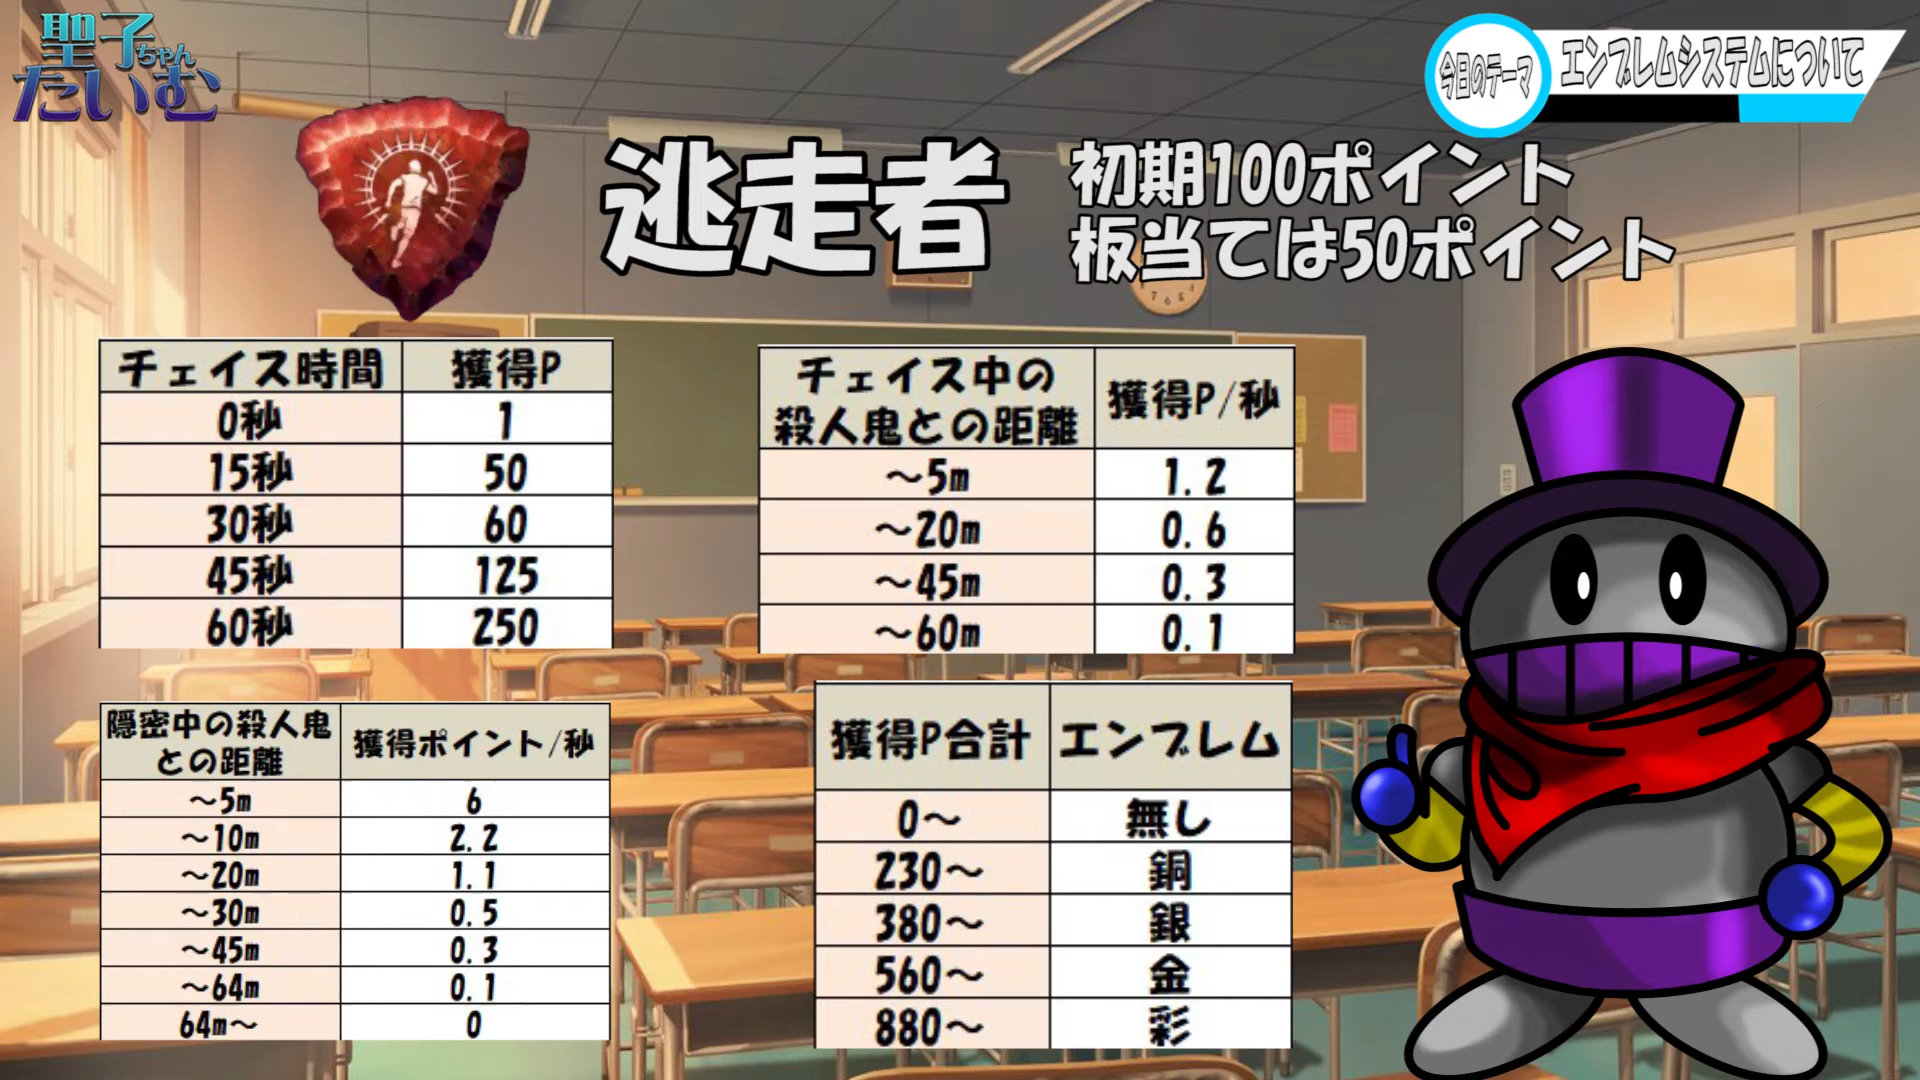 聖子ちゃん
たいむ
今日のテーマ
エンブレムシステムについて
逃走者
初期100ポイント
板当ては50ポイント
チェイス時間 獲得P
0秒 1
15秒 50
30秒 60
45秒 125
60秒 250
チェイス中の
殺人鬼との距離 獲得P/秒
～5m 1.2
～20m 0.6
～45m 0.3
～60m 0.1
隠密中の殺人鬼
との距離 獲得ポイント/秒
～5m 6
～10m 2.2
～20m 1.1
～30m 0.5
～45m 0.3
～64m 0.1
64m～ 0
獲得P合計 エンブレム
0～ 無し
230～ 銅
380～ 銀
560～ 金
880～ 彩